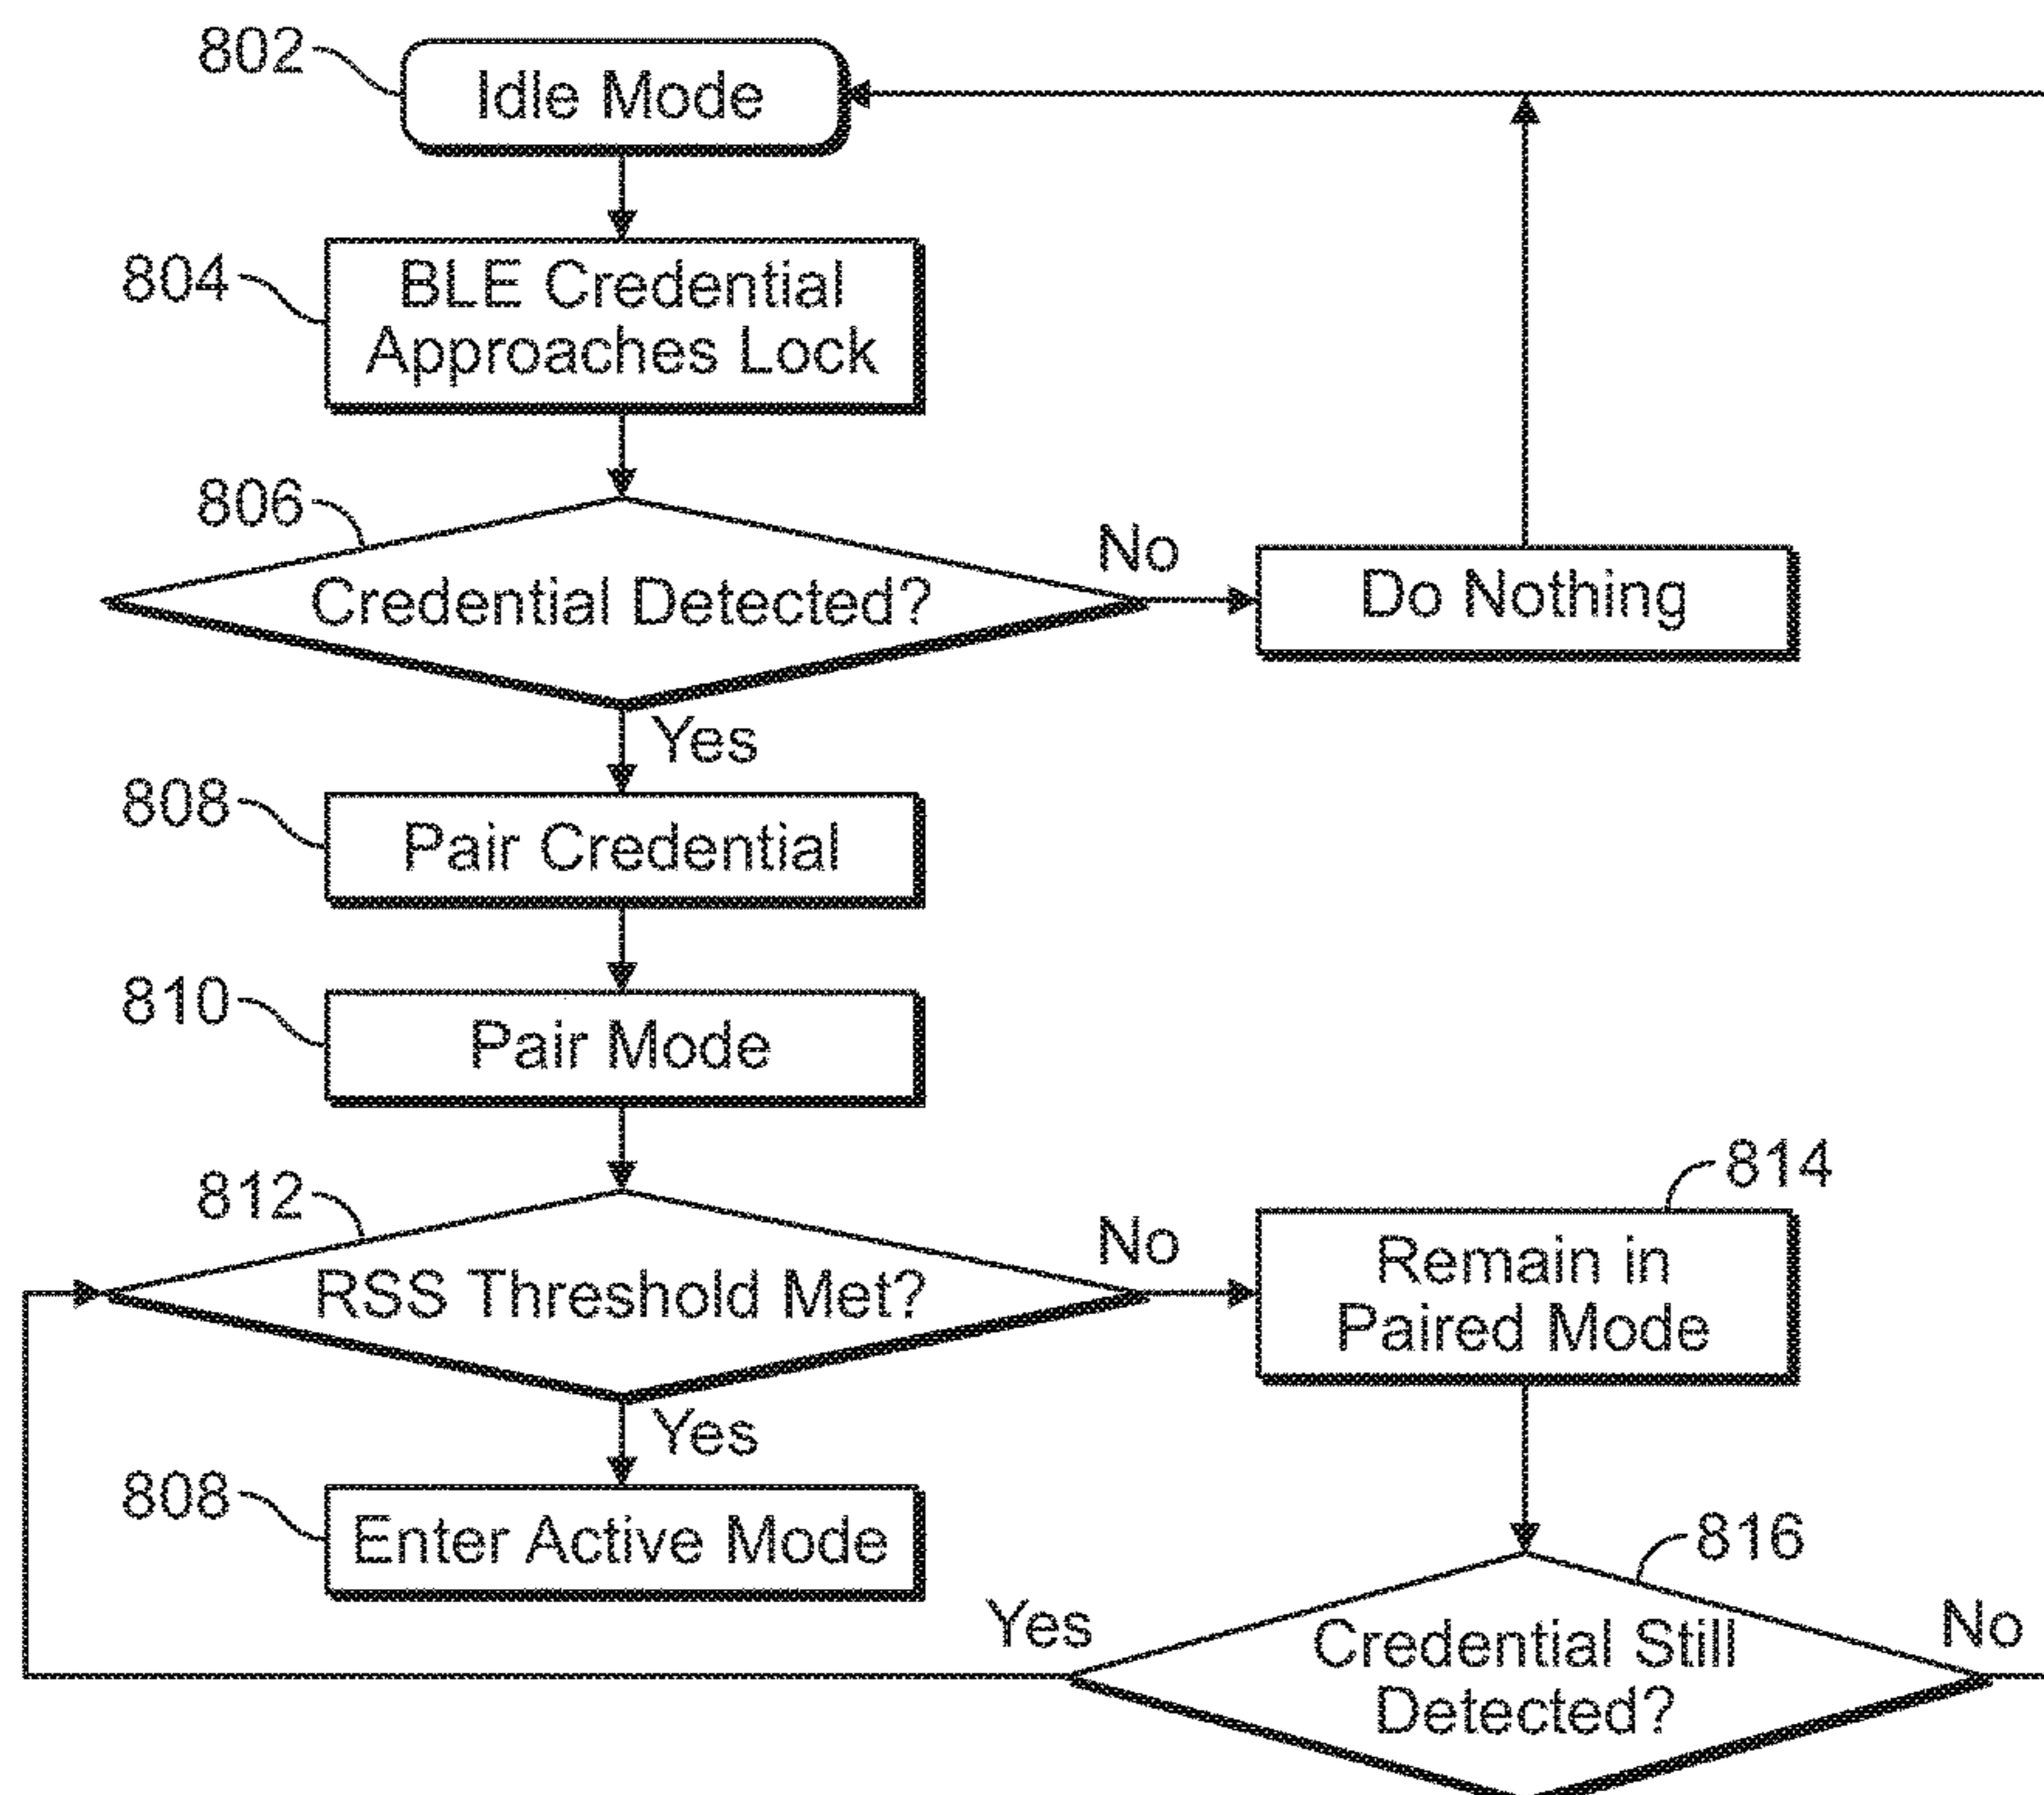 802
Idle Mode
804
BLE Credential
Approaches Lock
806
Credential Detected?
No
Do Nothing
Yes
808
Pair Credential
810
Pair Mode
812
RSS Threshold Met?
No
814
Remain in
Paired Mode
Yes
808
Enter Active Mode
816
Yes
Credential Still
Detected?
No